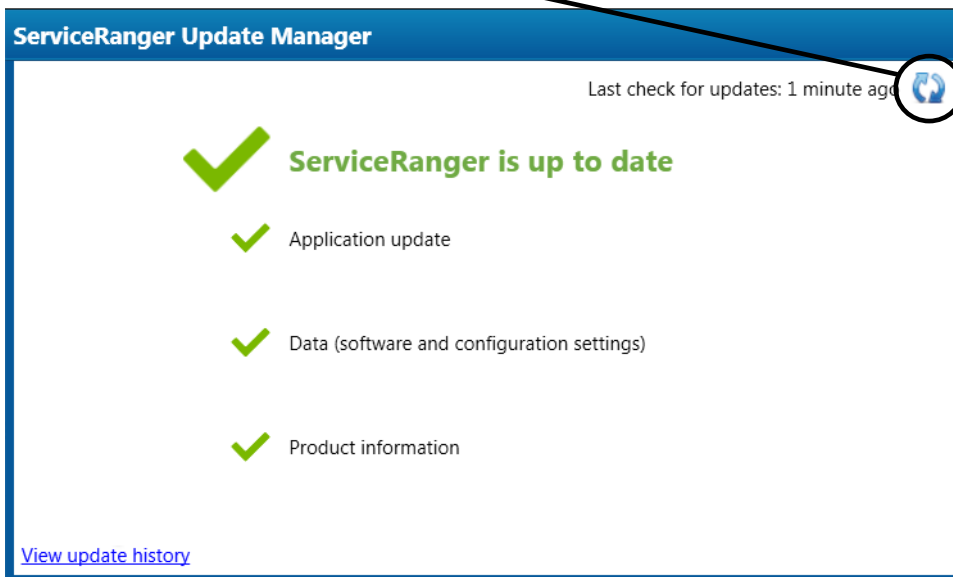 ServiceRanger Update Manager
Last check for updates: 1 minute ago
ServiceRanger is up to date
Application update
Data (software and configuration settings)
Product information
View update history